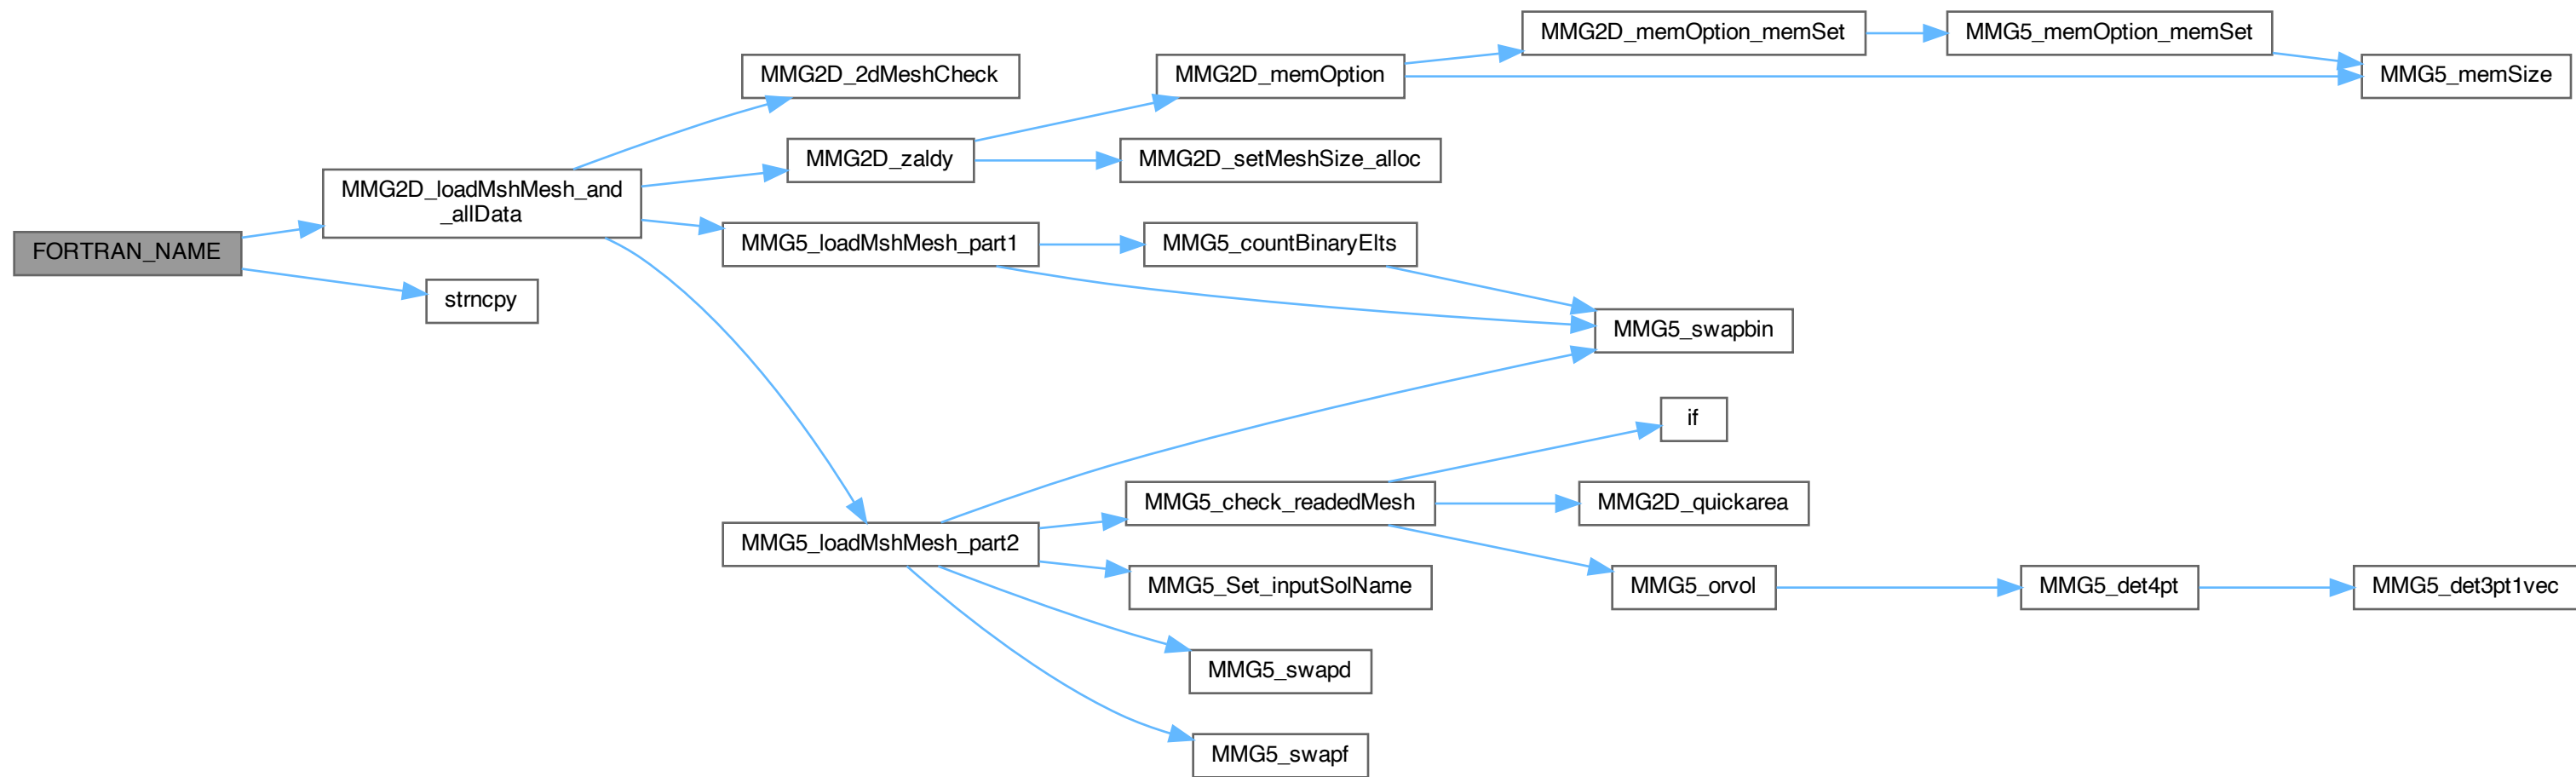 FORTRAN_NAME
MMG2D_loadMshMesh_and
_allData
strncpy
MMG2D_2dMeshCheck
MMG2D_zaldy
MMG5_loadMshMesh_part1
MMG5_loadMshMesh_part2
MMG2D_memOption
MMG2D_setMeshSize_alloc
MMG5_countBinaryElts
MMG5_check_readedMesh
MMG5_Set_inputSolName
MMG5_swapd
MMG5_swapf
MMG2D_memOption_memSet
MMG5_swapbin
if
MMG2D_quickarea
MMG5_orvol
MMG5_memOption_memSet
MMG5_det4pt
MMG5_memSize
MMG5_det3pt1vec